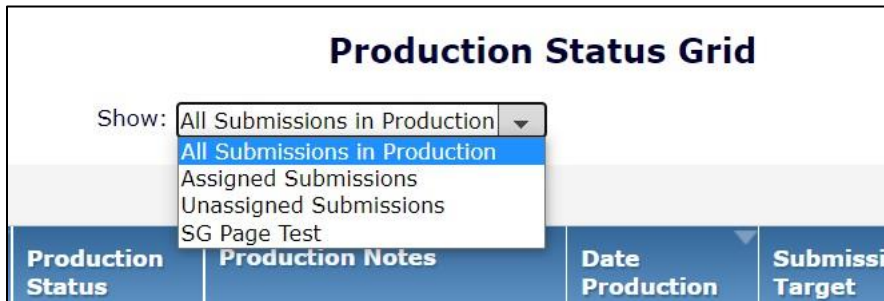 Production Status Grid
Show: All Submissions in Production
All Submissions in Production
Assigned Submissions
Unassigned Submissions
SG Page Test
Production Status
Production Notes
Date Production
Target